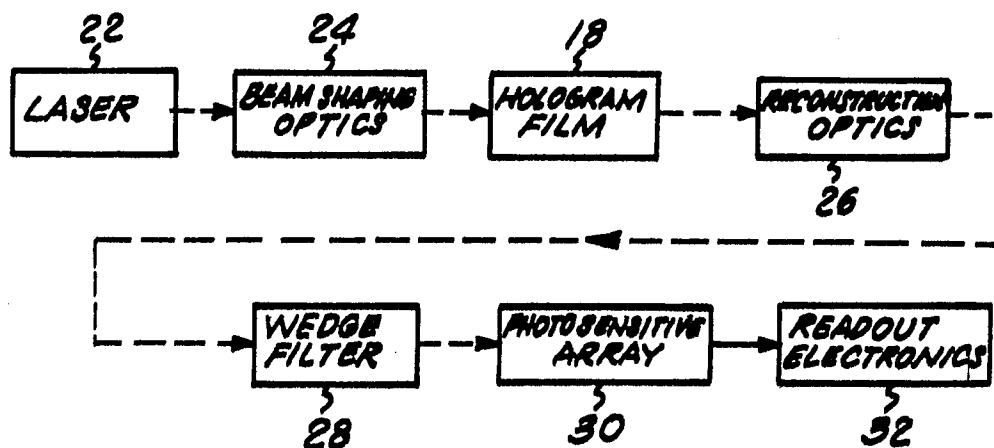 22
24
18
LASER
BEAM SHAPING
OPTICS
HOLOGRAM
FILM
RECONSTRUCTION
OPTICS
26
WEDGE
FILTER
PHOTOSENSITIVE
ARRAY
READOUT
ELECTRONICS
28
30
32